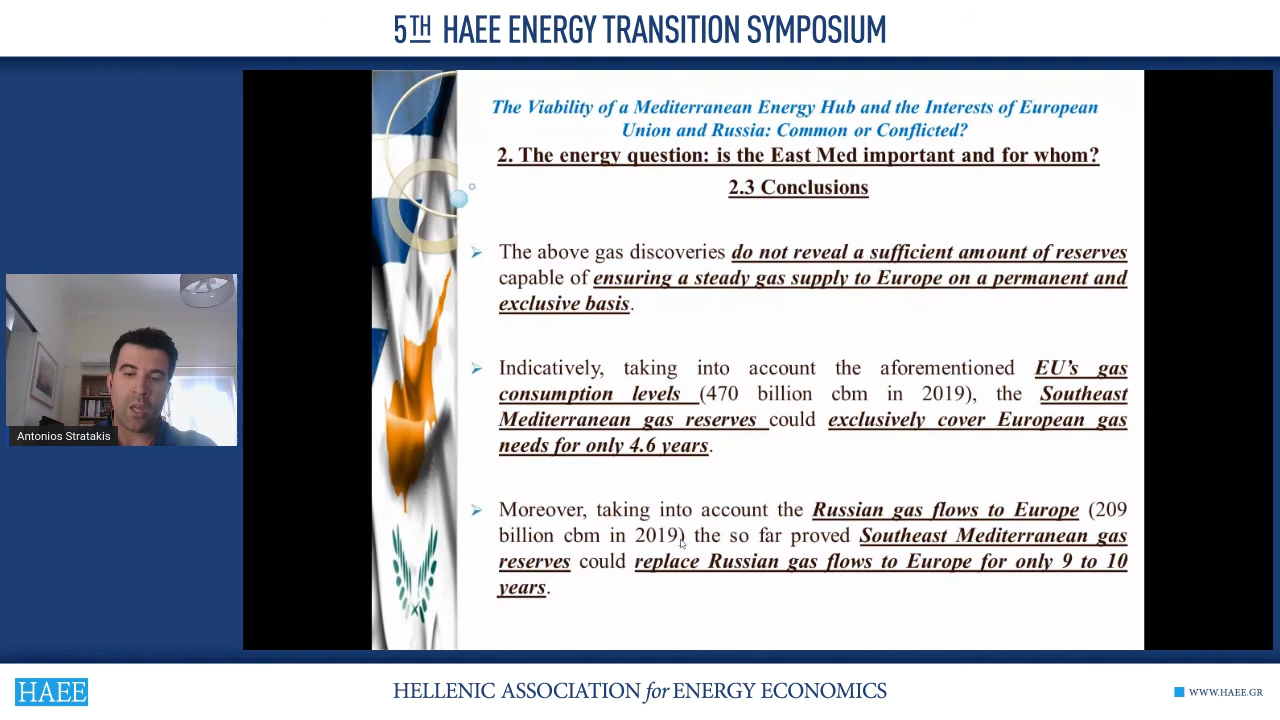 5TH HAEE ENERGY TRANSITION SYMPOSIUM
The Viability of a Mediterranean Energy Hub and the Interests of European
Union and Russia: Common or Conflicted?
2. The energy question: is the East Med important and for whom?
2.3 Conclusions
The above gas discoveries do not reveal a sufficient amount of reserves
capable of ensuring a steady gas supply to Europe on a permanent and
exclusive basis.
Indicatively, taking into account the aforementioned EU’s gas
consumption levels (470 billion cbm in 2019), the Southeast
Mediterranean gas reserves could exclusively cover European gas
needs for only 4.6 years.
Moreover, taking into account the Russian gas flows to Europe (209
billion cbm in 2019) the so far proved Southeast Mediterranean gas
reserves could replace Russian gas flows to Europe for only 9 to 10
years.
Antonios Stratakis
HAEE
HELLENIC ASSOCIATION for ENERGY ECONOMICS
WWW.HAEE.GR